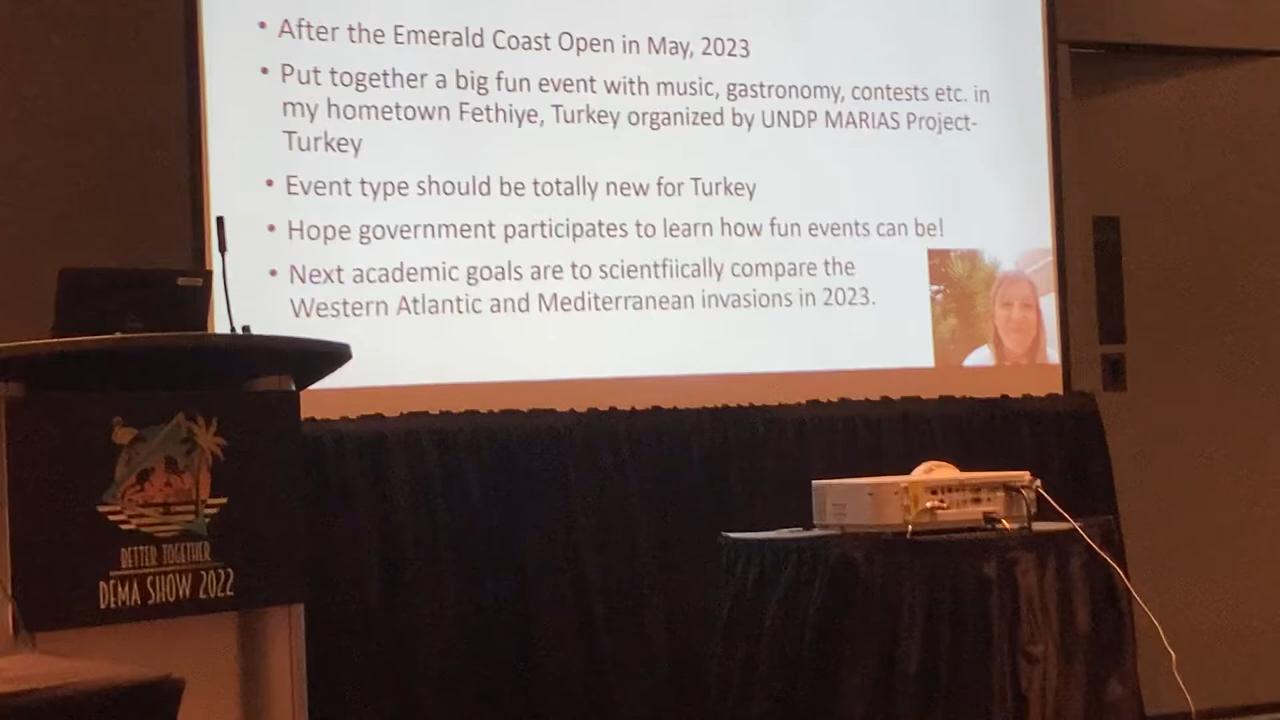 • After the Emerald Coast Open in May, 2023
• Put together a big fun event with music, gastronomy, contests etc. in
my hometown Fethiye, Turkey organized by UNDP MARIAS Project-
Turkey
• Event type should be totally new for Turkey
• Hope government participates to learn how fun events can be!
• Next academic goals are to scientfiically compare the
Western Atlantic and Mediterranean invasions in 2023.
BETTER TOGETHER
DEMA SHOW 2022